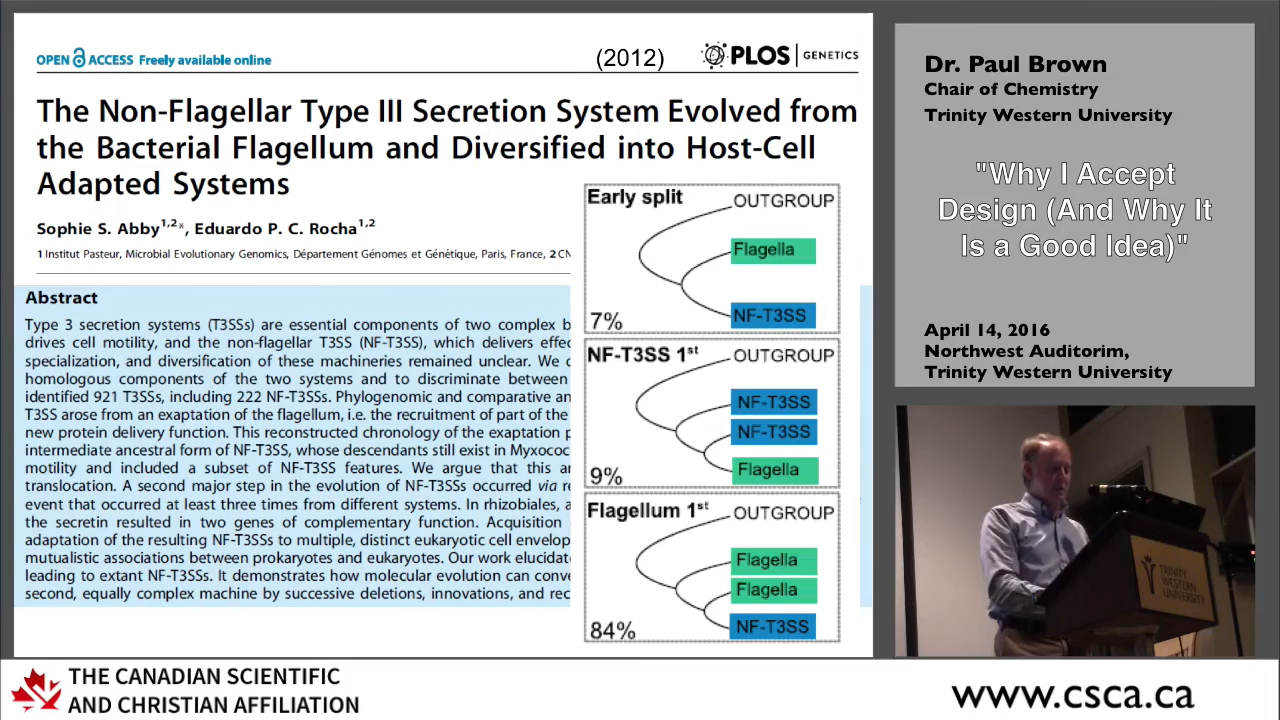 OPEN ACCESS Freely available online
(2012)
PLOS GENETICS
The Non-Flagellar Type III Secretion System Evolved from
the Bacterial Flagellum and Diversified into Host-Cell
Adapted Systems
Sophie S. Abby1,2*, Eduardo P. C. Rocha1,2
1 Institut Pasteur, Microbial Evolutionary Genomics, Département Génomes et Génétique, Paris, France, 2 CN
Abstract
Type 3 secretion systems (T3SSs) are essential components of two complex b
drives cell motility, and the non-flagellar T3SS (NF-T3SS), which delivers effec
specialization, and diversification of these machineries remained unclear. We c
homologous components of the two systems and to discriminate between
identified 921 T3SSs, including 222 NF-T3SSs. Phylogenomic and comparative an
T3SS arose from an exaptation of the flagellum, i.e. the recruitment of part of the
new protein delivery function. This reconstructed chronology of the exaptation p
intermediate ancestral form of NF-T3SS, whose descendants still exist in Myxococ
motility and included a subset of NF-T3SS features. We argue that this an
translocation. A second major step in the evolution of NF-T3SSs occurred via re
event that occurred at least three times from different systems. In rhizobiales, a
the secretin resulted in two genes of complementary function. Acquisition
adaptation of the resulting NF-T3SSs to multiple, distinct eukaryotic cell envelop
mutualistic associations between prokaryotes and eukaryotes. Our work elucidat
leading to extant NF-T3SSs. It demonstrates how molecular evolution can conve
second, equally complex machine by successive deletions, innovations, and rec
Early split
OUTGROUP
Flagella
NF-T3SS
7%
NF-T3SS 1st
OUTGROUP
NF-T3SS
NF-T3SS
Flagella
9%
Flagellum 1st
OUTGROUP
Flagella
Flagella
NF-T3SS
84%
Dr. Paul Brown
Chair of Chemistry
Trinity Western University
"Why I Accept
Design (And Why It
Is a Good Idea)"
April 14, 2016
Northwest Auditorim,
Trinity Western University
TRINITY
WESTERN
UNIVERSITY
THE CANADIAN SCIENTIFIC
AND CHRISTIAN AFFILIATION
www.csca.ca